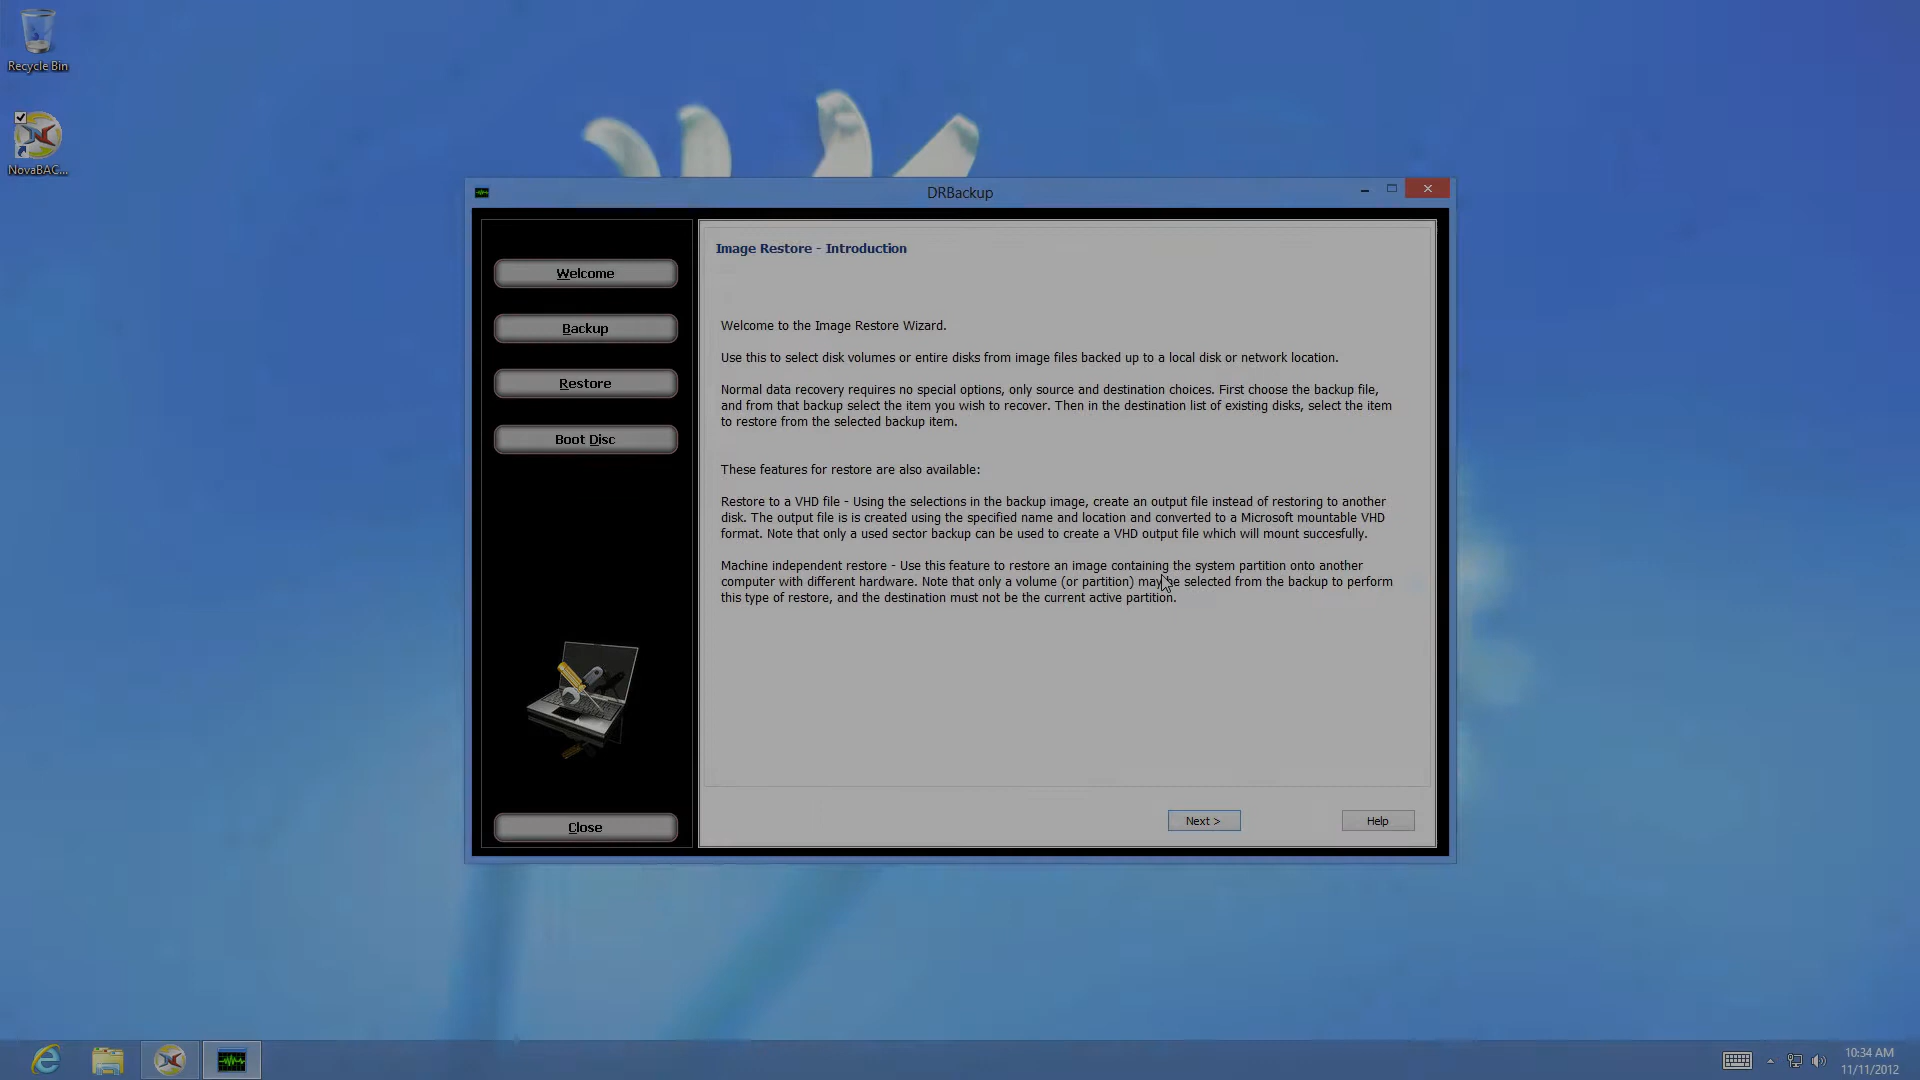 Recycle Bin
NovaBAC...
DRBackup
Welcome
Backup
Restore
Boot Disc
Close
Image Restore - Introduction
Welcome to the Image Restore Wizard.
Use this to select disk volumes or entire disks from image files backed up to a local disk or network location.
Normal data recovery requires no special options, only source and destination choices. First choose the backup file,
and from that backup select the item you wish to recover. Then in the destination list of existing disks, select the item
to restore from the selected backup item.
These features for restore are also available:
Restore to a VHD file - Using the selections in the backup image, create an output file instead of restoring to another
disk. The output file is is created using the specified name and location and converted to a Microsoft mountable VHD
format. Note that only a used sector backup can be used to create a VHD output file which will mount succesfully.
Machine independent restore - Use this feature to restore an image containing the system partition onto another
computer with different hardware. Note that only a volume (or partition) may be selected from the backup to perform
this type of restore, and the destination must not be the current active partition.
Next >
Help
10:34 AM
11/11/2012